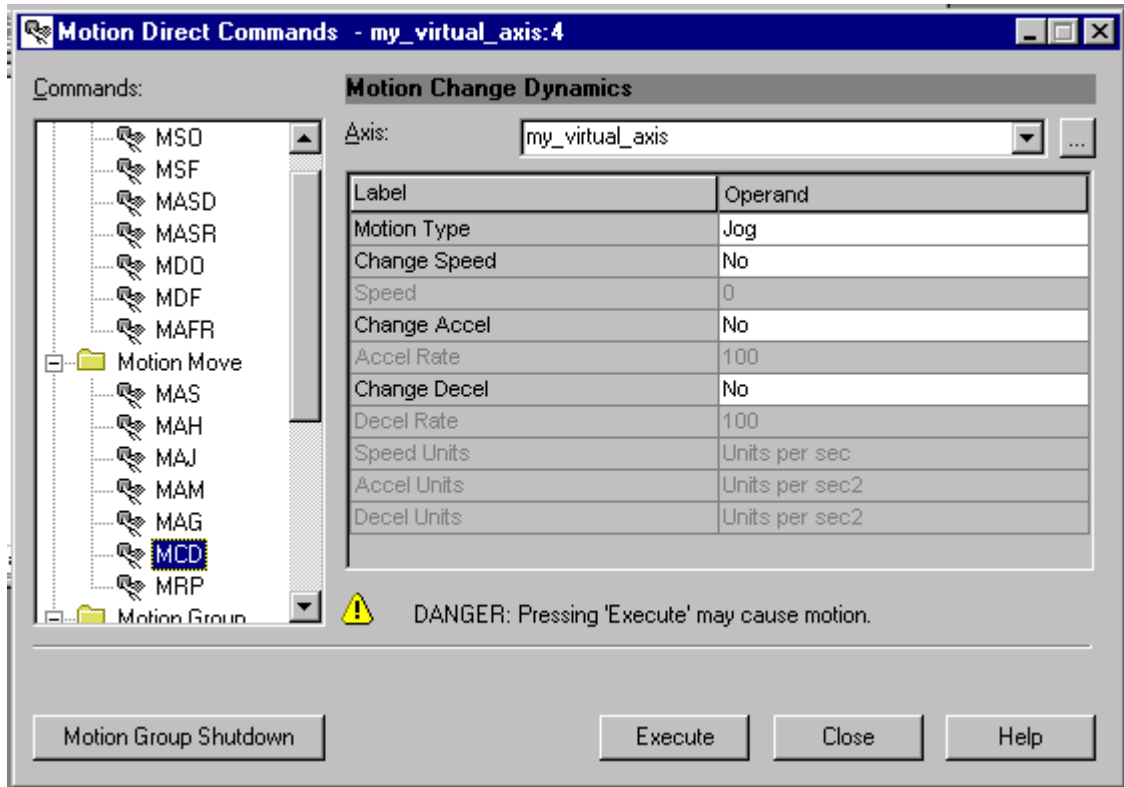 Motion Direct Commands - my_virtual_axis:4
Commands:
MSO
MSF
MASD
MASR
MDO
MDF
MAFR
Motion Move
MAS
MAH
MAJ
MAM
MAG
MCD
MRP
Motion Group
Motion Change Dynamics
Axis: my_virtual_axis ...
Label Operand
Motion Type Jog
Change Speed No
Speed 0
Change Accel No
Accel Rate 100
Change Decel No
Decel Rate 100
Speed Units Units per sec
Accel Units Units per sec2
Decel Units Units per sec2
DANGER: Pressing 'Execute' may cause motion.
Motion Group Shutdown Execute Close Help